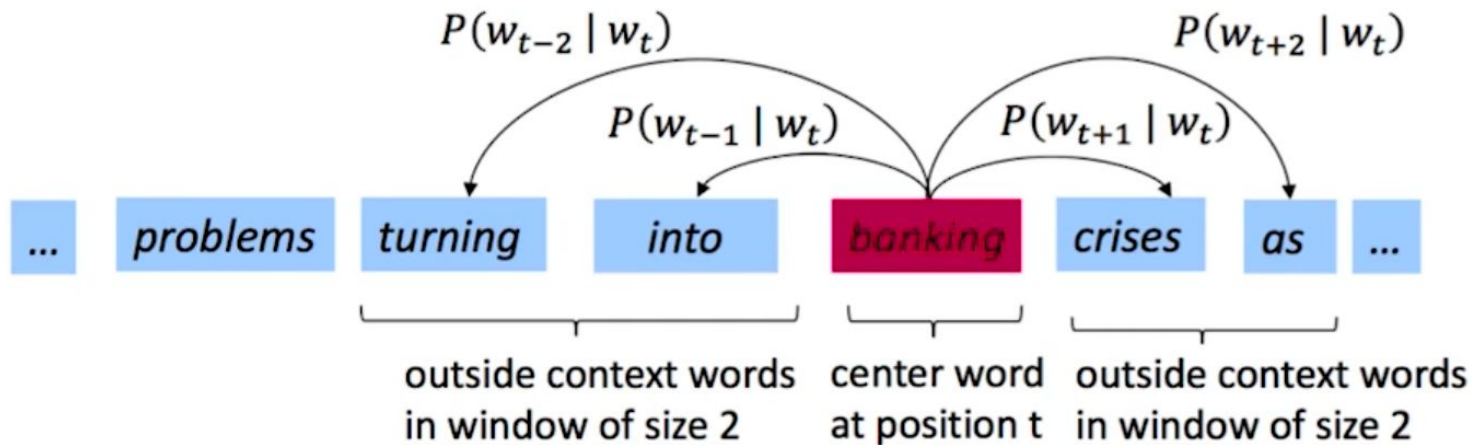 P(w_{t-2} | w_t) P(w_{t+2} | w_t)
P(w_{t-1} | w_t) P(w_{t+1} | w_t)
... problems turning into banking crises as ...
outside context words center word outside context words
in window of size 2 at position t in window of size 2